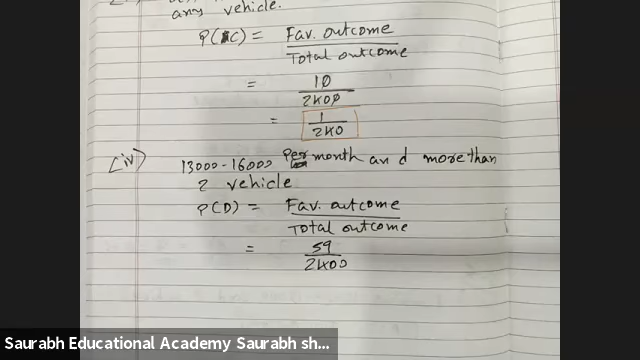 any vehicle.
P(C) = Fav. outcome
Total outcome
= 10
2400
= 1
240
(iv) 13000-16000 per month and more than
2 vehicle
P(D) = Fav. outcome
Total outcome
= 59
2400
Saurabh Educational Academy Saurabh sh...